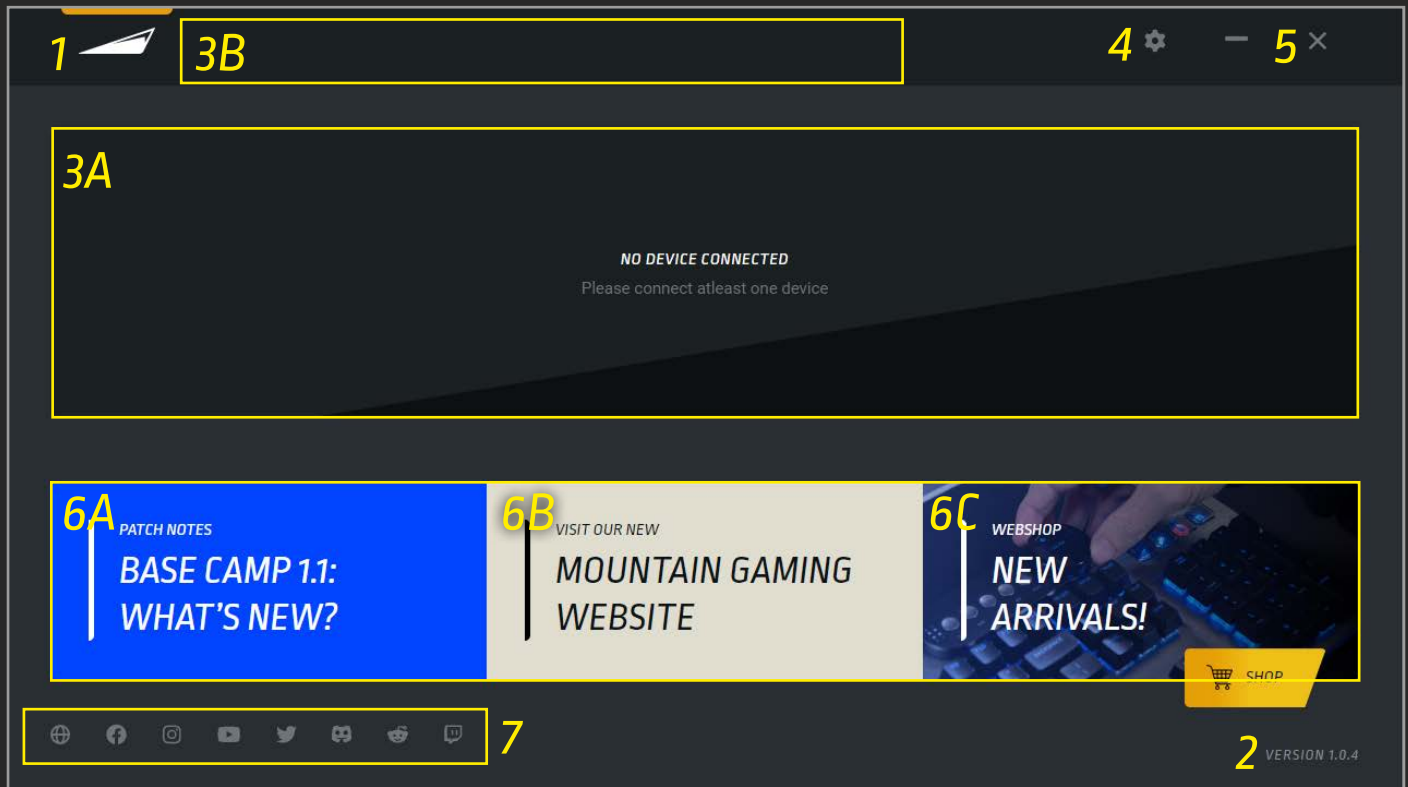 1
3B
4
5
3A
NO DEVICE CONNECTED
Please connect atleast one device
6A
PATCH NOTES
BASE CAMP 1.1:
WHAT'S NEW?
6B
VISIT OUR NEW
MOUNTAIN GAMING
WEBSITE
6C
WEBSHOP
NEW
ARRIVALS!
SHOP
7
2
VERSION 1.0.4